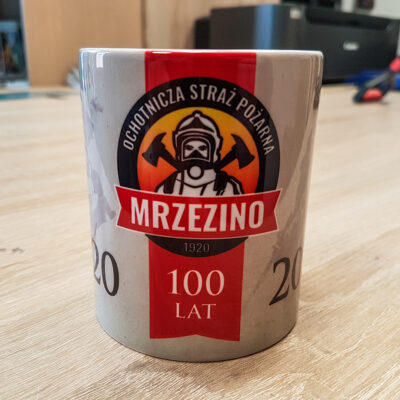 OCHOTNICZA STRAŻ POŻARNA
MRZEZINO
1920
20
100
LAT
20